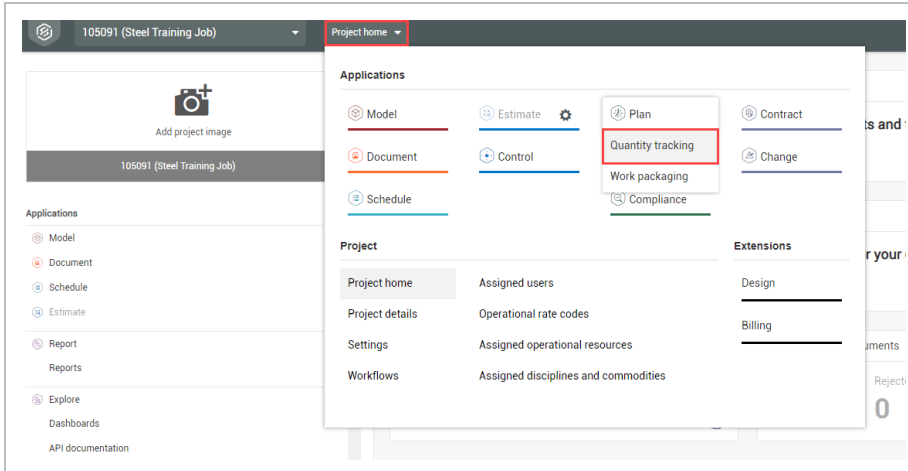 105091 (Steel Training Job)
Project home
Add project image
105091 (Steel Training Job)
Applications
Model
Document
Schedule
Estimate
Report
Reports
Explore
Dashboards
API documentation
Applications
Model
Estimate
Plan
Contract
Quantity tracking
Document
Control
Change
Work packaging
Schedule
Compliance
Project
Extensions
Project home
Assigned users
Design
Project details
Operational rate codes
Billing
Settings
Assigned operational resources
Workflows
Assigned disciplines and commodities
ts and
r your
uments
Reject
0